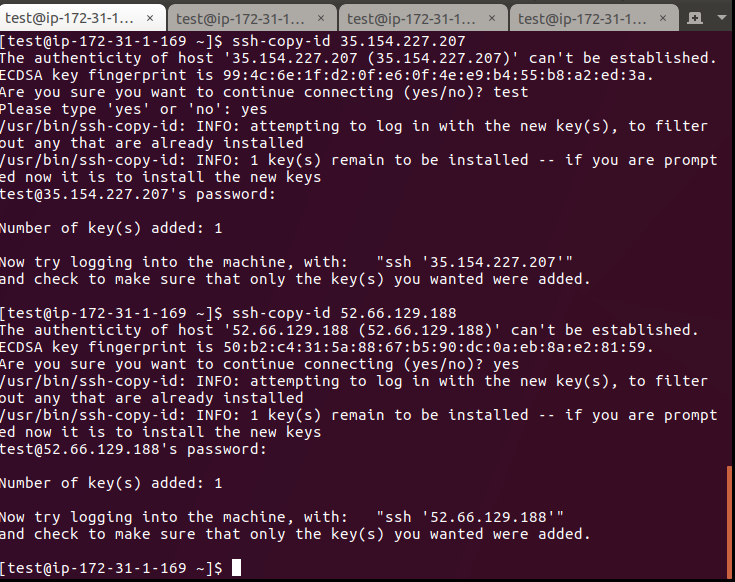 test@ip-172-31-1... × test@ip-172-31-1... × test@ip-172-31-1... × test@ip-172-31-1... ×
[test@ip-172-31-1-169 ~]$ ssh-copy-id 35.154.227.207
The authenticity of host '35.154.227.207 (35.154.227.207)' can't be established.
ECDSA key fingerprint is 99:4c:6e:1f:d2:0f:e6:0f:4e:e9:b4:55:b8:a2:ed:3a.
Are you sure you want to continue connecting (yes/no)? test
Please type 'yes' or 'no': yes
/usr/bin/ssh-copy-id: INFO: attempting to log in with the new key(s), to filter
out any that are already installed
/usr/bin/ssh-copy-id: INFO: 1 key(s) remain to be installed -- if you are prompt
ed now it is to install the new keys
test@35.154.227.207's password:
Number of key(s) added: 1
Now try logging into the machine, with:   "ssh '35.154.227.207'"
and check to make sure that only the key(s) you wanted were added.
[test@ip-172-31-1-169 ~]$ ssh-copy-id 52.66.129.188
The authenticity of host '52.66.129.188 (52.66.129.188)' can't be established.
ECDSA key fingerprint is 50:b2:c4:31:5a:88:67:b5:90:dc:0a:eb:8a:e2:81:59.
Are you sure you want to continue connecting (yes/no)? yes
/usr/bin/ssh-copy-id: INFO: attempting to log in with the new key(s), to filter
out any that are already installed
/usr/bin/ssh-copy-id: INFO: 1 key(s) remain to be installed -- if you are prompt
ed now it is to install the new keys
test@52.66.129.188's password:
Number of key(s) added: 1
Now try logging into the machine, with:   "ssh '52.66.129.188'"
and check to make sure that only the key(s) you wanted were added.
[test@ip-172-31-1-169 ~]$